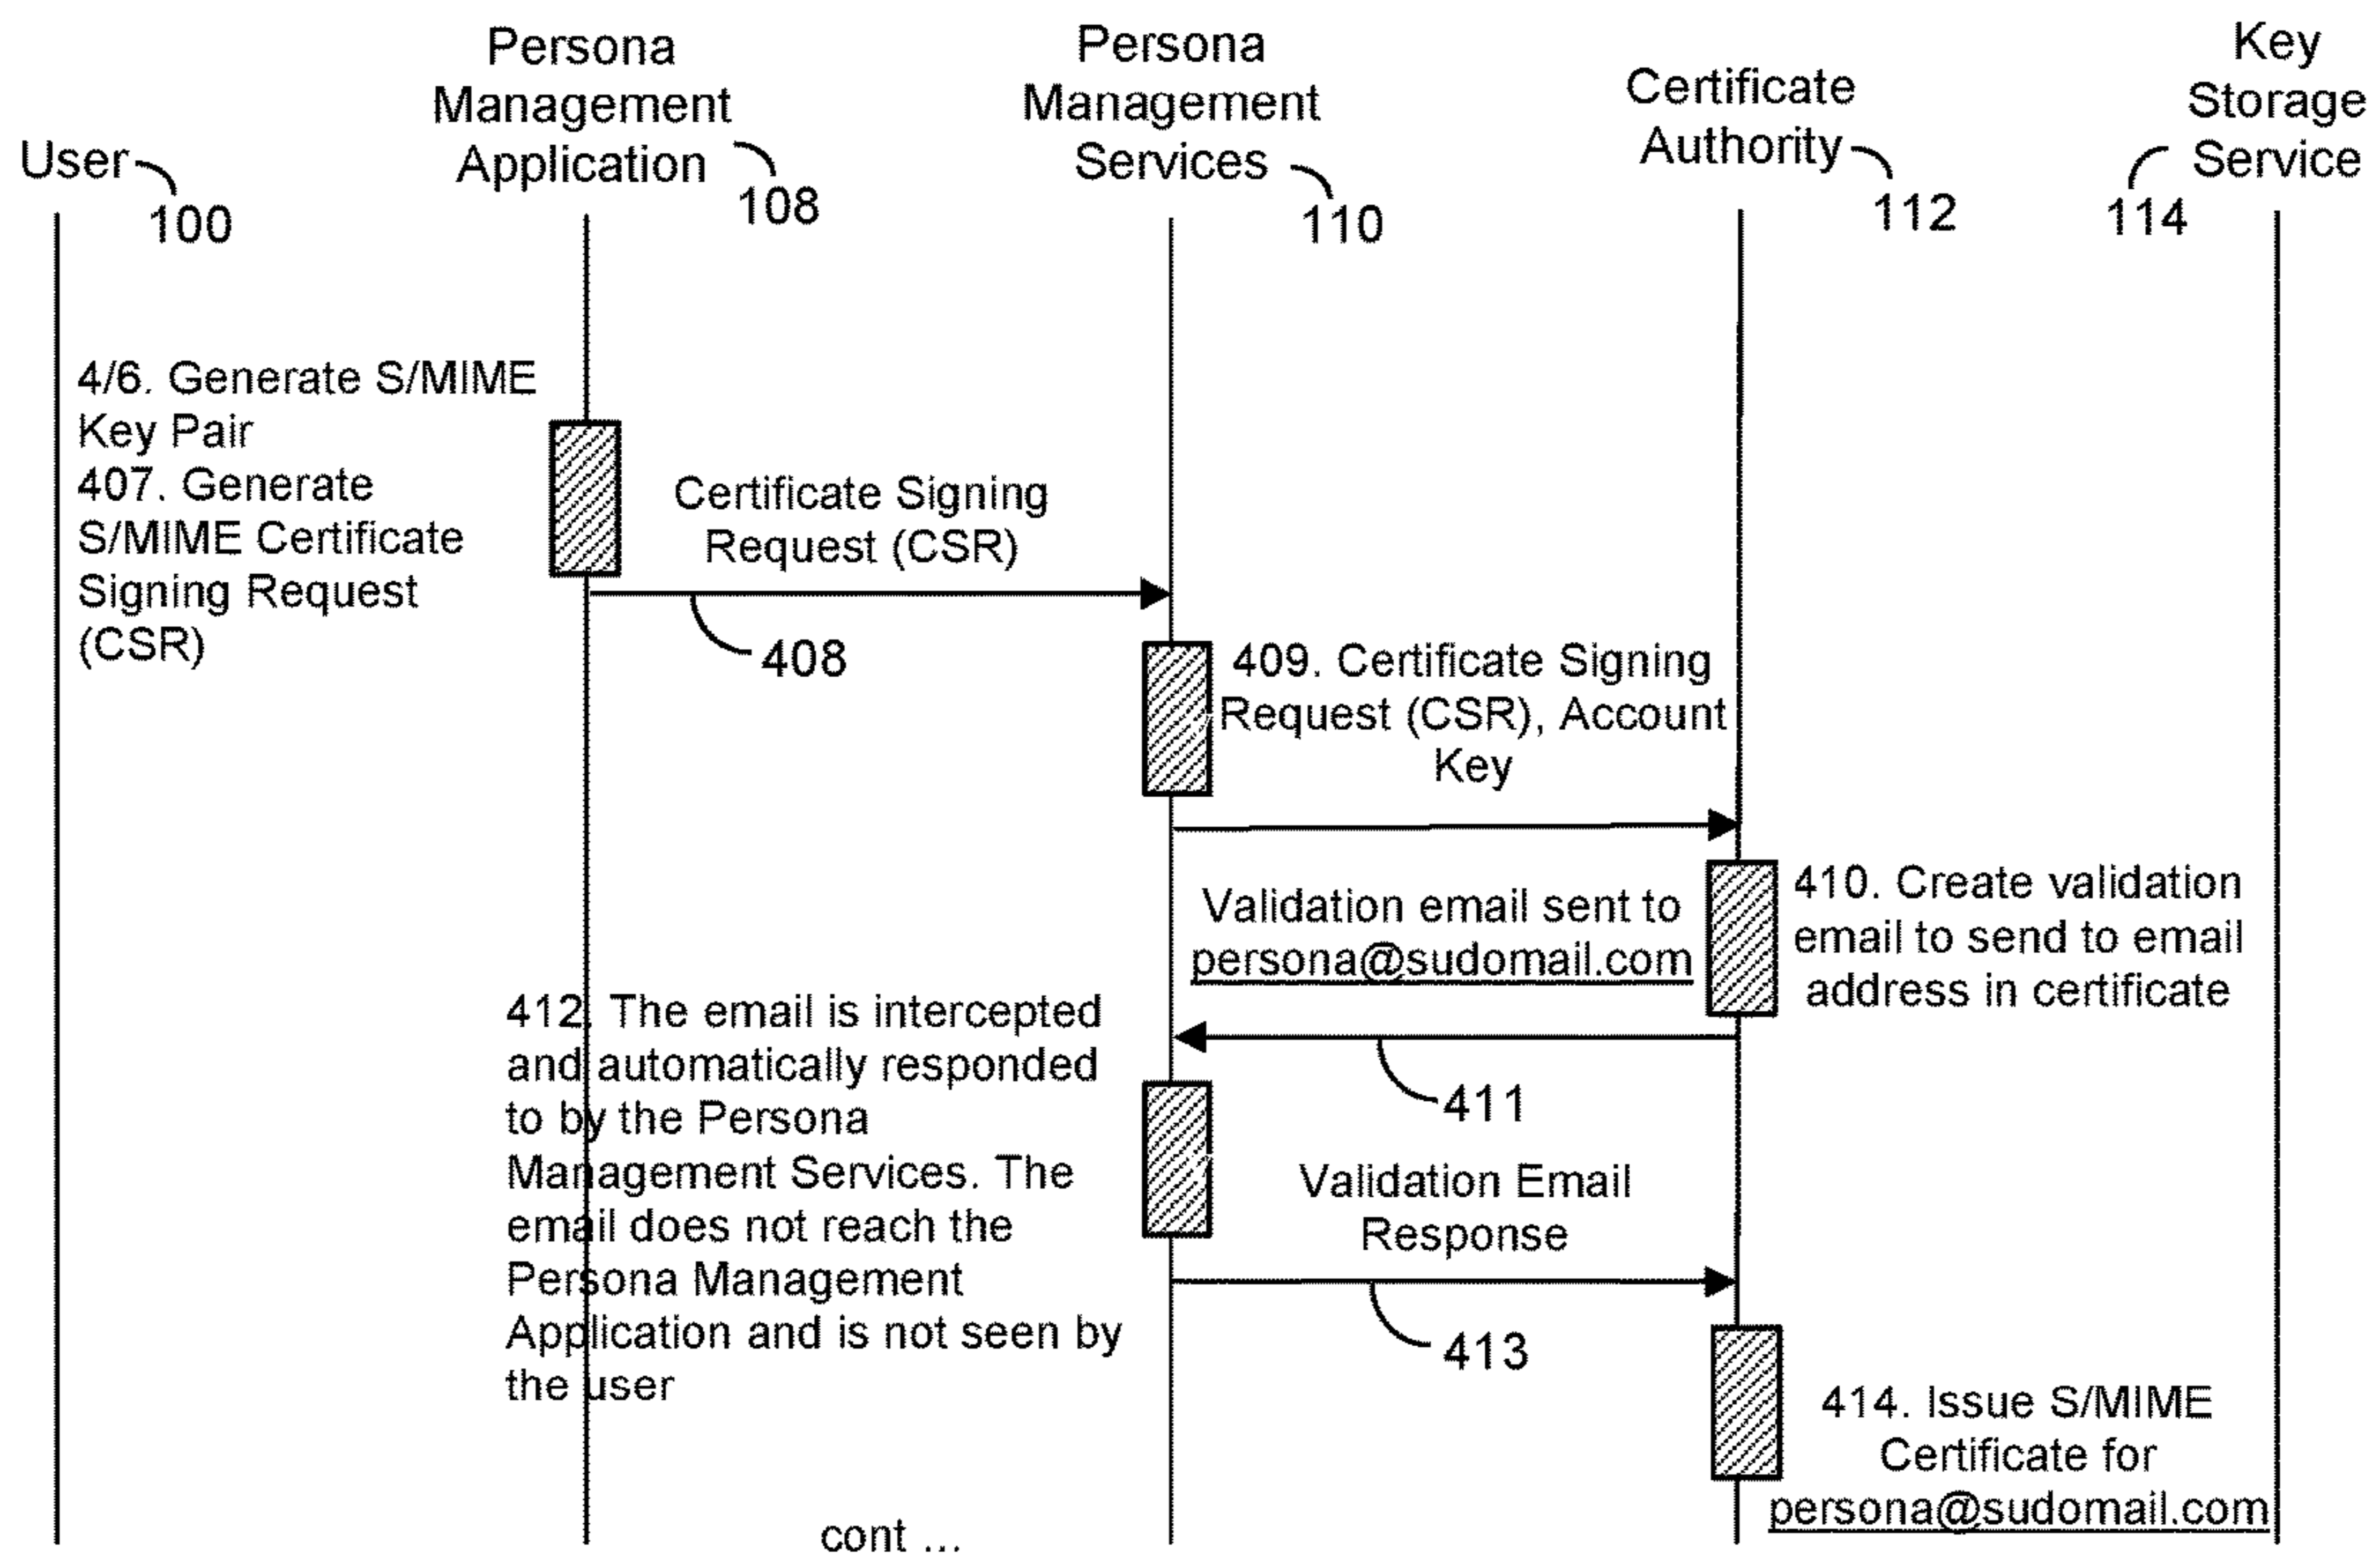 User
100
Persona
Management
Application
108
Persona
Management
Services
110
Certificate
Authority
112
Key
Storage
Service
114
4/6. Generate S/MIME
Key Pair
407. Generate
S/MIME Certificate
Signing Request
(CSR)
Certificate Signing
Request (CSR)
408
409. Certificate Signing
Request (CSR), Account
Key
410. Create validation
email to send to email
address in certificate
Validation email sent to
persona@sudomail.com
411
412. The email is intercepted
and automatically responded
to by the Persona
Management Services. The
email does not reach the
Persona Management
Application and is not seen by
the user
Validation Email
Response
413
414. Issue S/MIME
Certificate for
persona@sudomail.com
cont ...